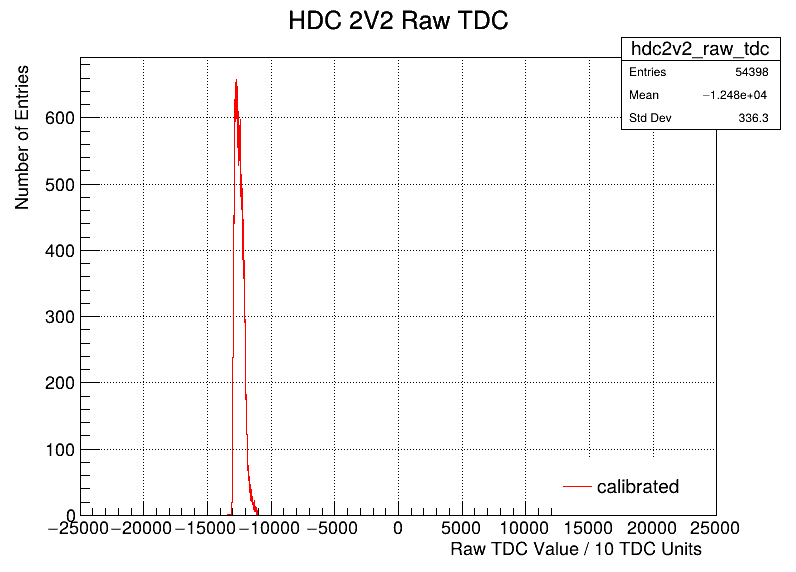 HDC 2V2 Raw TDC
hdc2v2_raw_tdc
Entries 54398
Mean −1.248e+04
Std Dev 336.3
Number of Entries
600
500
400
300
200
100
0
−25000 −20000 −15000 −10000 −5000 0 5000 10000 15000 20000 25000
calibrated
Raw TDC Value / 10 TDC Units